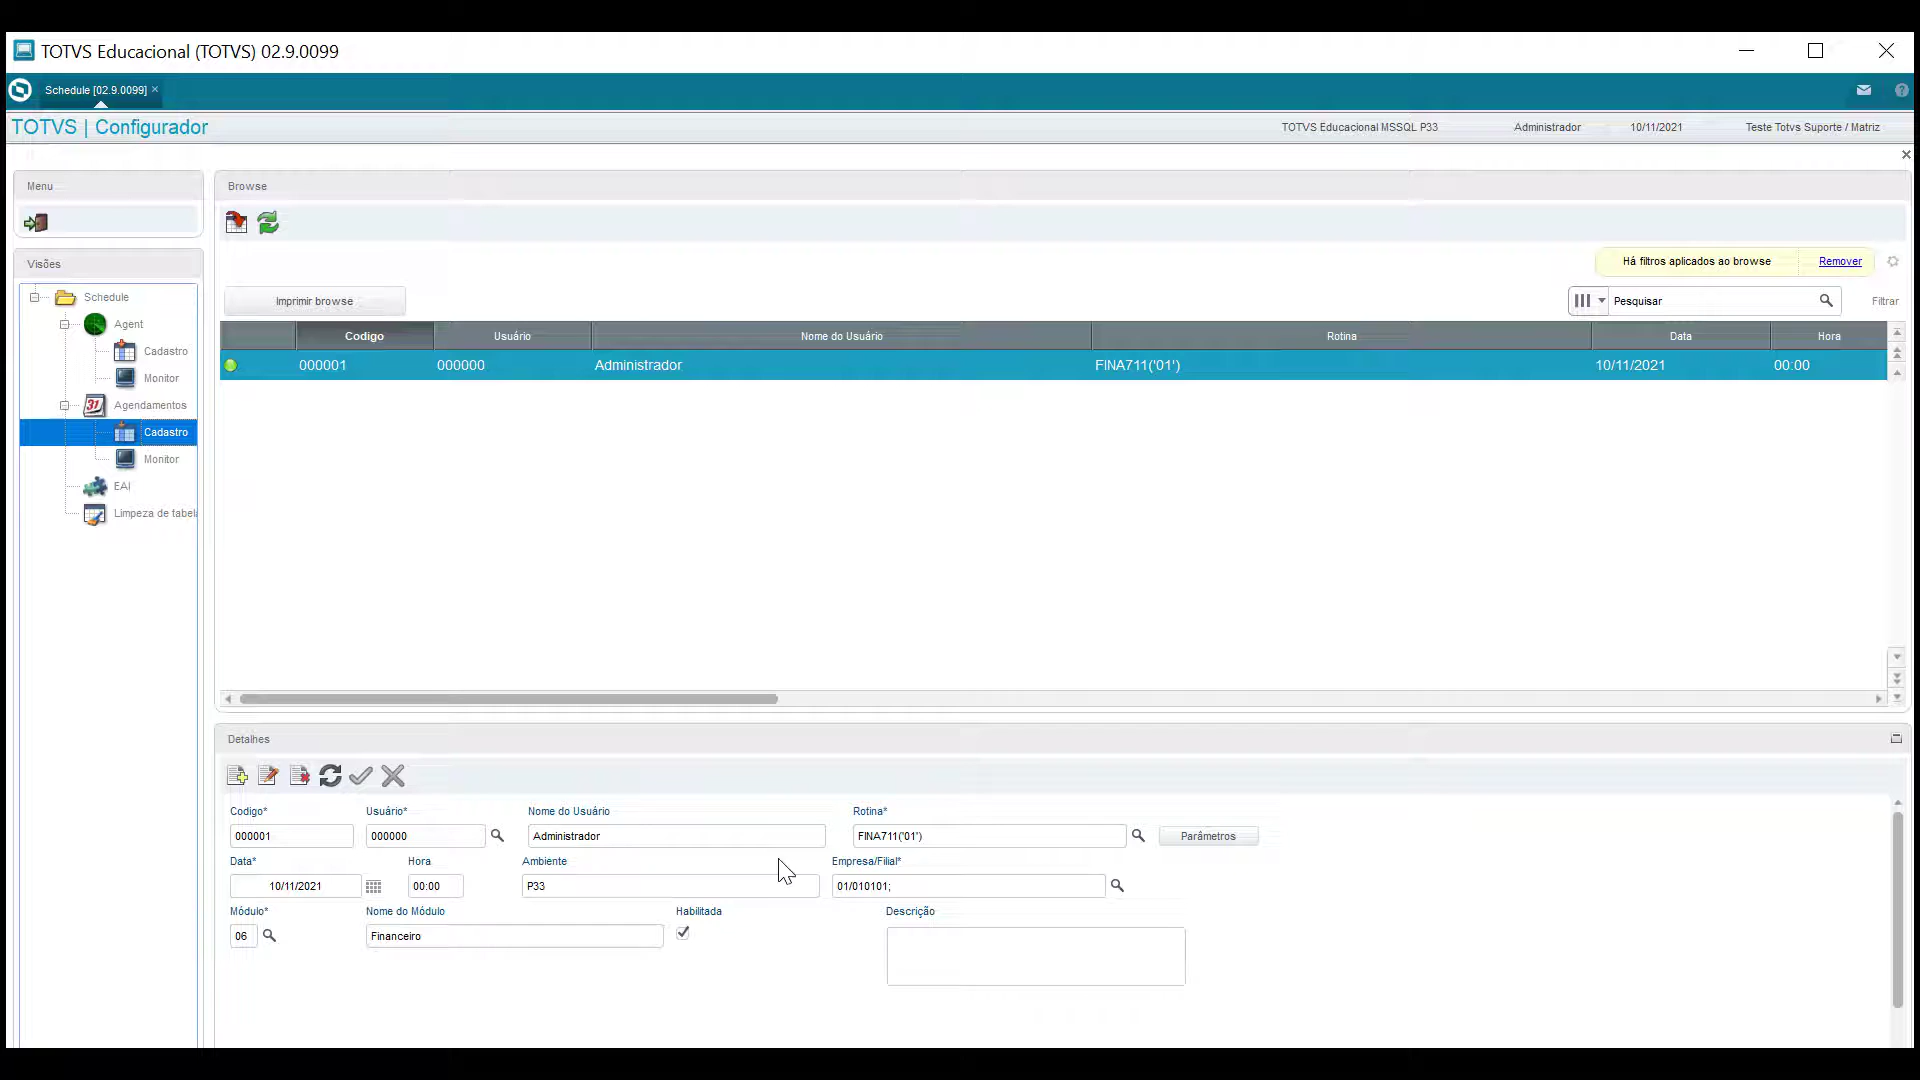 TOTVS Educacional (TOTVS) 02.9.0099
Schedule [02.9.0099]
TOTVS | Configurador
TOTVS Educacional MSSQL P33 Administrador 10/11/2021 Teste Totvs Suporte / Matriz
Menu
Browse
Visões
Há filtros aplicados ao browse Remover
Schedule
Agent
Cadastro
Monitor
Agendamentos
Cadastro
Monitor
EAI
Limpeza de tabela
Imprimir browse
Pesquisar
Filtrar
Codigo Usuário Nome do Usuário Rotina Data Hora
000001 000000 Administrador FINA711('01') 10/11/2021 00:00
Detalhes
Codigo* Usuário* Nome do Usuário Rotina*
000001 000000 Administrador FINA711('01') Parâmetros
Data* Hora Ambiente Empresa/Filial*
10/11/2021 00:00 P33 01/010101;
Módulo* Nome do Módulo Habilitada Descrição
06 Financeiro